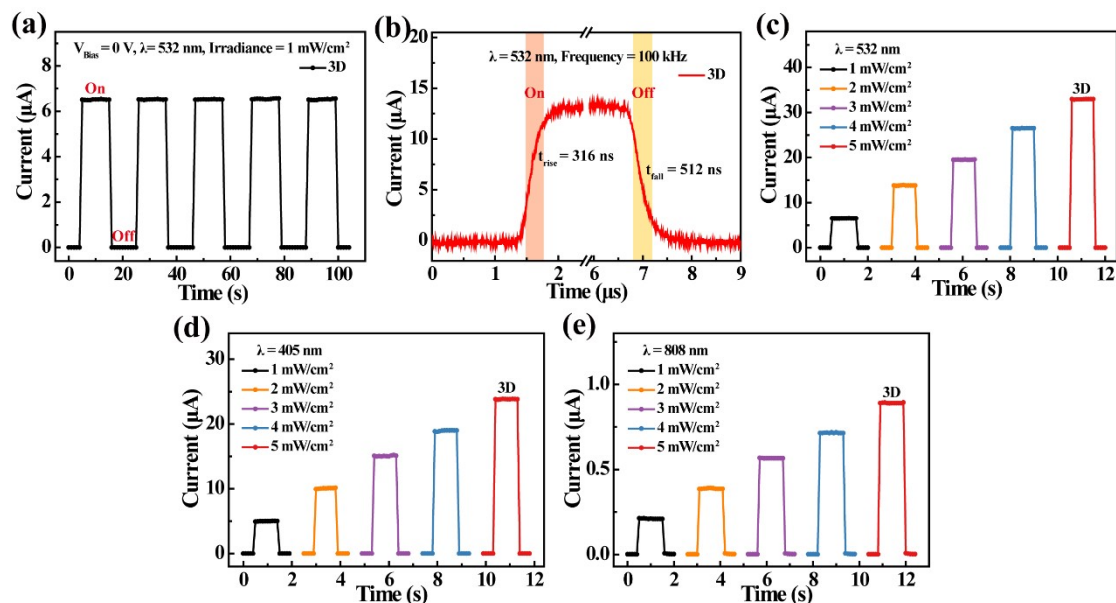 (a)
V_Bias = 0 V, λ= 532 nm, Irradiance = 1 mW/cm²
3D
On
Off
Current (μA)
8
6
4
2
0
0 20 40 60 80 100
Time (s)
(b)
λ = 532 nm, Frequency = 100 kHz
3D
On
Off
t_rise = 316 ns
t_fall = 512 ns
Current (μA)
20
15
10
5
0
0 1 2 6 7 8 9
Time (μs)
(c)
λ = 532 nm
1 mW/cm²
2 mW/cm²
3 mW/cm²
4 mW/cm²
5 mW/cm²
3D
Current (μA)
40
30
20
10
0
0 2 4 6 8 10 12
Time (s)
(d)
λ = 405 nm
1 mW/cm²
2 mW/cm²
3 mW/cm²
4 mW/cm²
5 mW/cm²
3D
Current (μA)
30
20
10
0
0 2 4 6 8 10 12
Time (s)
(e)
λ = 808 nm
1 mW/cm²
2 mW/cm²
3 mW/cm²
4 mW/cm²
5 mW/cm²
3D
Current (μA)
1.0
0.5
0.0
0 2 4 6 8 10 12
Time (s)